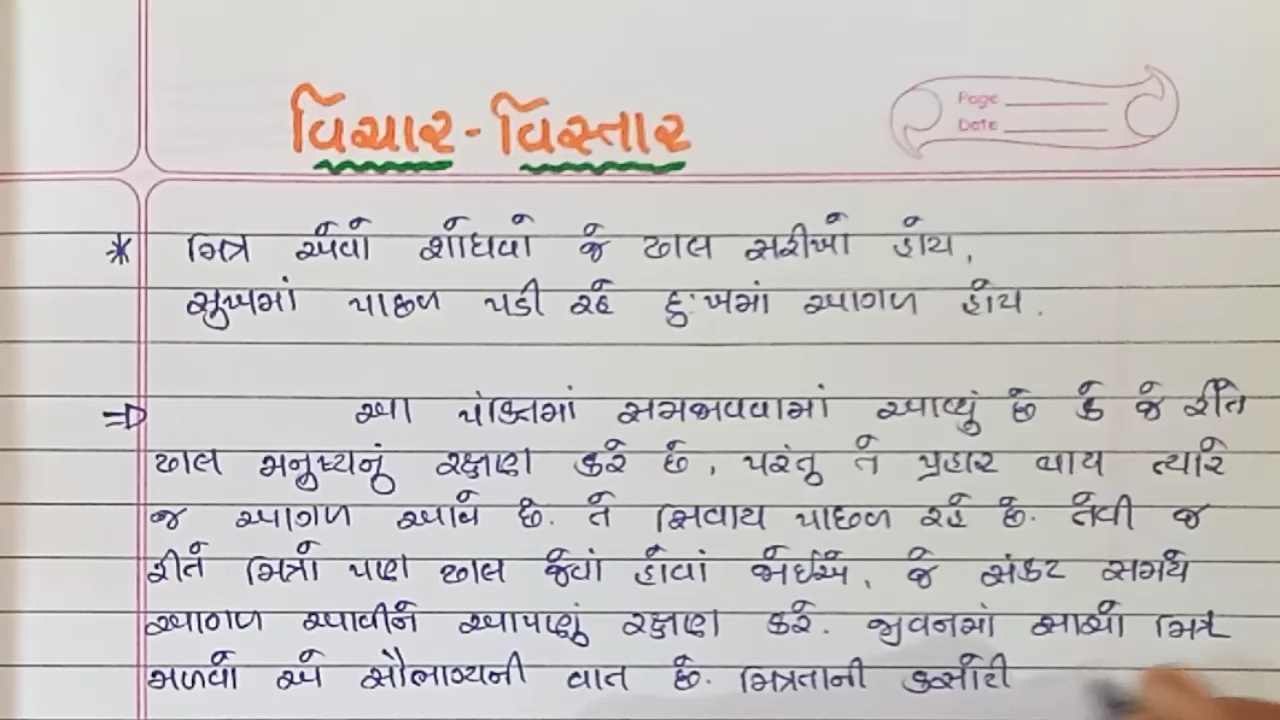 વિચાર - વિસ્તાર
Page
Date
* મિત્ર એવો શોધવો જે ઢાલ સરીખો હોય,
સુખમાં પાછળ પડી રહે દુ:ખમાં આગળ હોય.
=> આ પંક્તિમાં સમજાવવામાં આવ્યું છે કે જે રીતે
ઢાલ મનુષ્યનું રક્ષણ કરે છે, પરંતુ તે પ્રહાર થાય ત્યારે
જ આગળ આવે છે. તે સિવાય પાછળ રહે છે. તેવી જ
રીતે મિત્રો પણ ઢાલ જેવાં હોવાં જોઈએ, જે સંકટ સમયે
આગળ આવીને આપણું રક્ષણ કરે. જીવનમાં સાચો મિત્ર
મળવો એ સૌભાગ્યની વાત છે. મિત્રતાની કસોટી